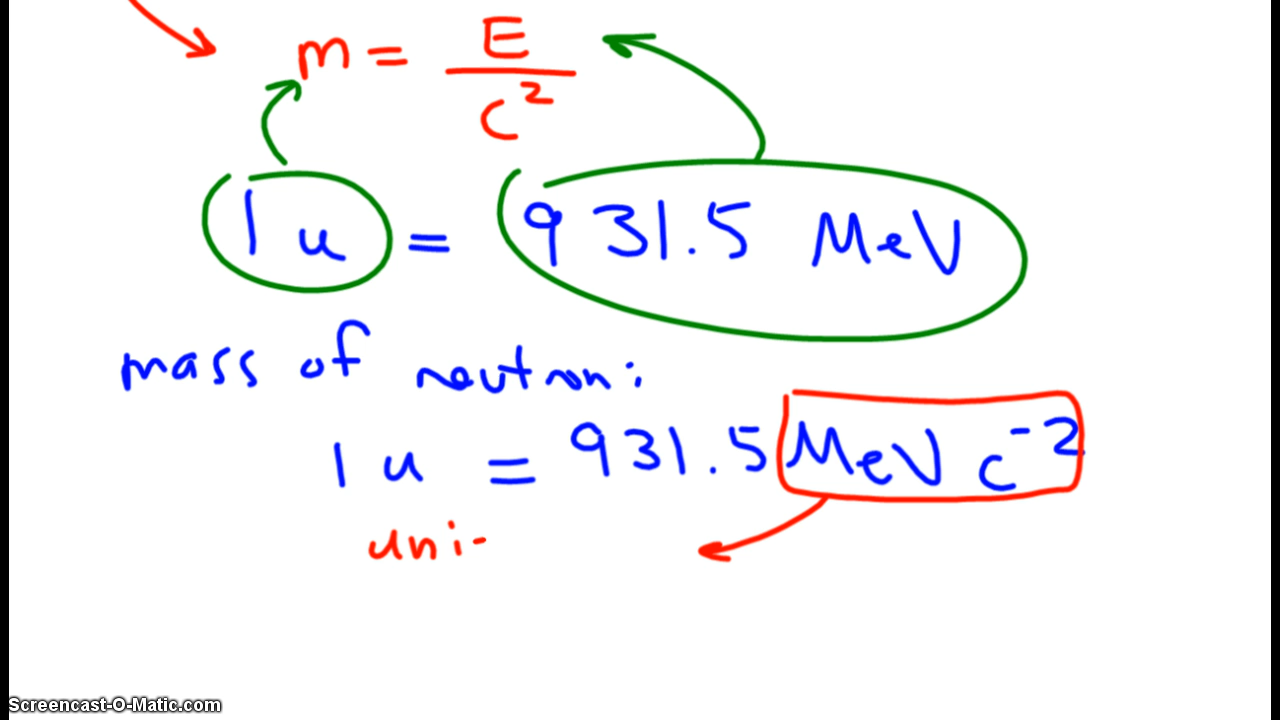 m = E / c²
1 u = 931.5 MeV
mass of neutron:
1 u = 931.5 MeV c⁻²
uni-
Screencast-O-Matic.com